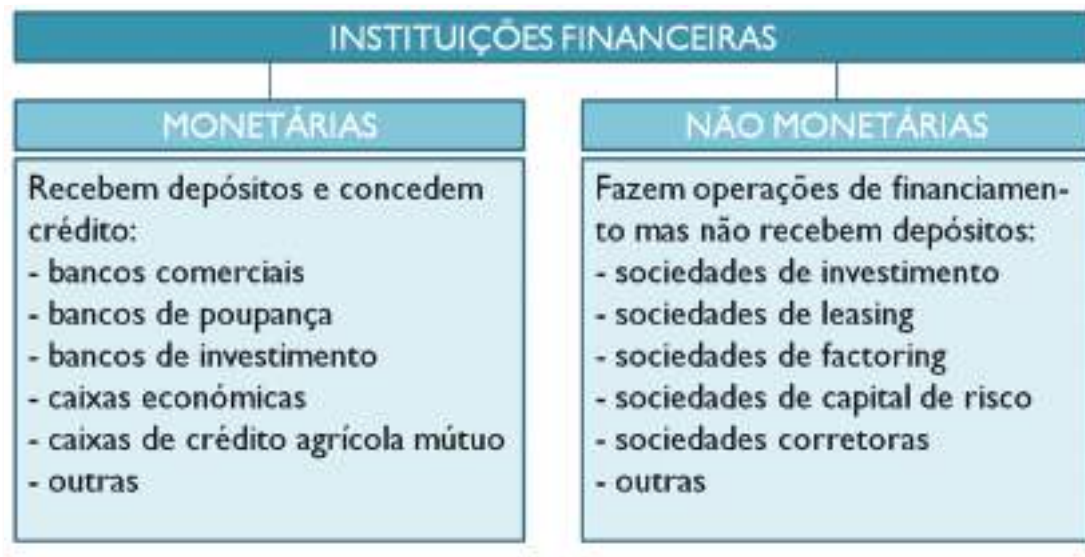 INSTITUIÇÕES FINANCEIRAS
MONETÁRIAS
Recebem depósitos e concedem
crédito:
- bancos comerciais
- bancos de poupança
- bancos de investimento
- caixas económicas
- caixas de crédito agrícola mútuo
- outras
NÃO MONETÁRIAS
Fazem operações de financiamen-
to mas não recebem depósitos:
- sociedades de investimento
- sociedades de leasing
- sociedades de factoring
- sociedades de capital de risco
- sociedades corretoras
- outras